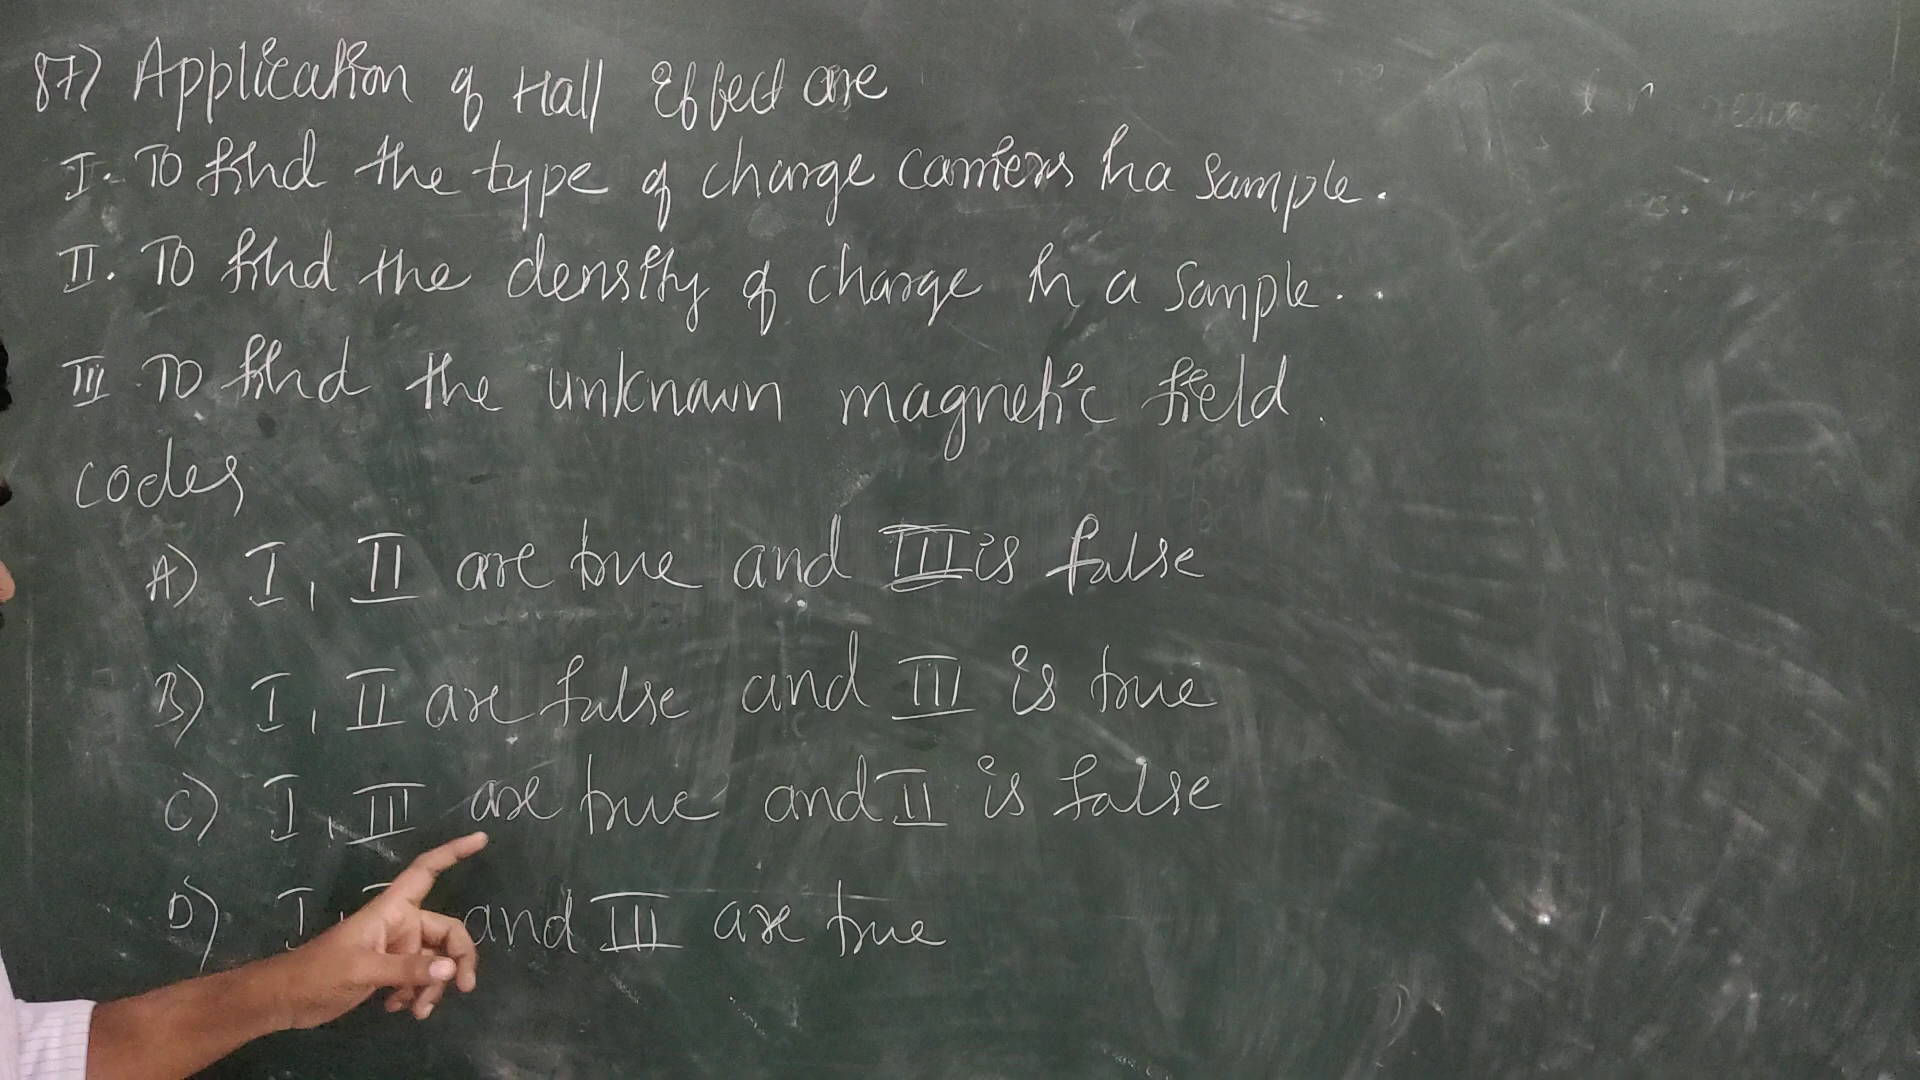 87) Application of Hall Effect are
I. To find the type of charge carriers in a sample.
II. To find the density of charge in a sample.
III To find the unknown magnetic field.
codes
A) I, II are true and III is false
B) I, II are false and III is true
C) I, III are true and II is false
D) I, and III are true